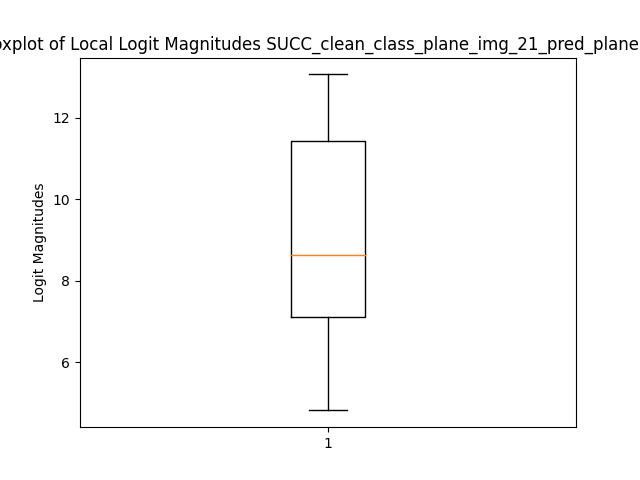 oxplot of Local Logit Magnitudes SUCC_clean_class_plane_img_21_pred_plane
Logit Magnitudes
12
10
8
6
1